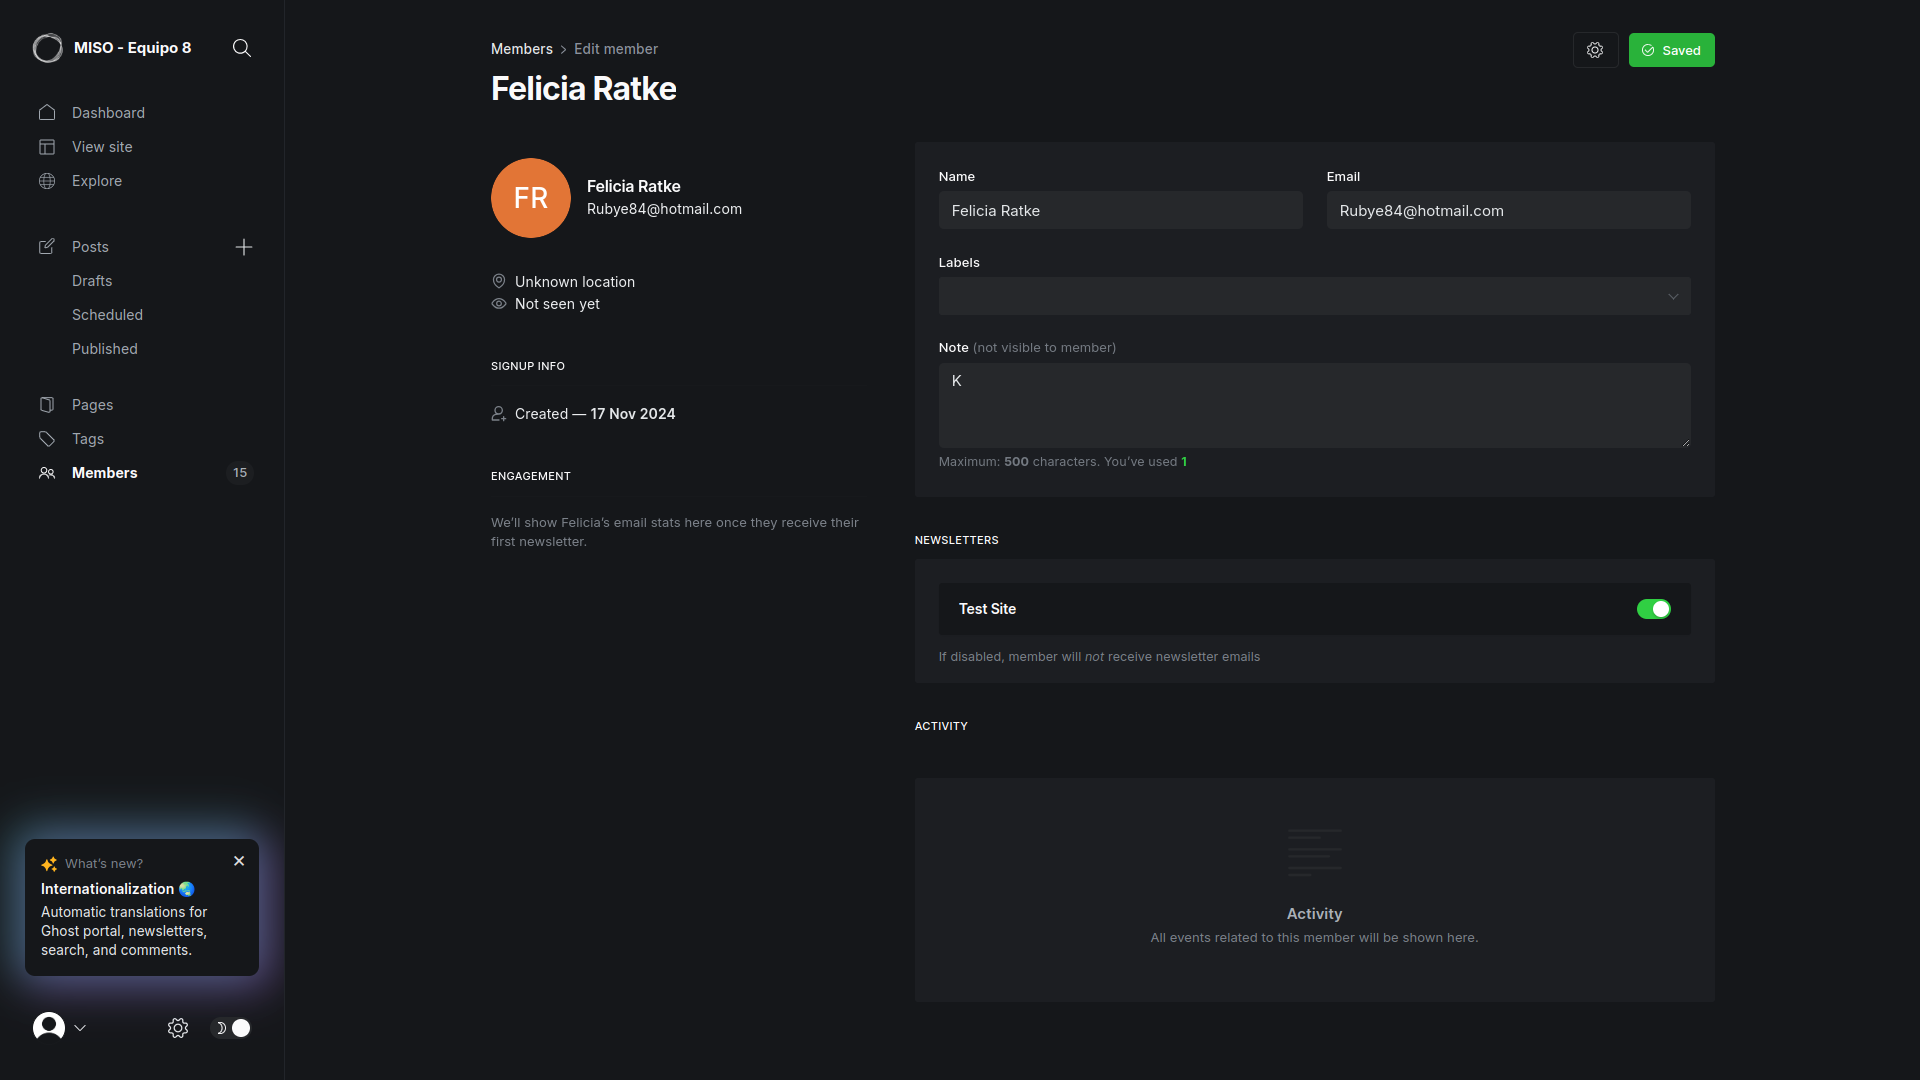 MISO - Equipo 8
Dashboard
View site
Explore
Posts
Drafts
Scheduled
Published
Pages
Tags
Members
15
What's new?
Internationalization 🌏
Automatic translations for
Ghost portal, newsletters,
search, and comments.
Members
Edit member
Felicia Ratke
Saved
FR
Felicia Ratke
Rubye84@hotmail.com
Unknown location
Not seen yet
SIGNUP INFO
Created — 17 Nov 2024
ENGAGEMENT
We'll show Felicia's email stats here once they receive their
first newsletter.
Name
Felicia Ratke
Email
Rubye84@hotmail.com
Labels
Note (not visible to member)
K
Maximum: 500 characters. You've used 1
NEWSLETTERS
Test Site
If disabled, member will not receive newsletter emails
ACTIVITY
Activity
All events related to this member will be shown here.